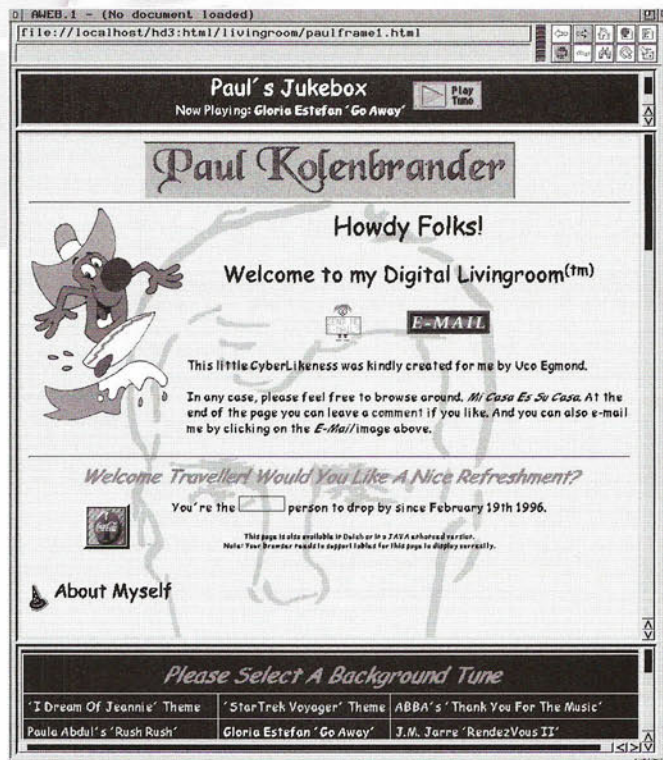 AWEB.1 - (No document loaded)
file://localhost/hd3:html/livingroom/paulframe1.html
Paul´s Jukebox
Now Playing: Gloria Estefan ´Go Away´
Play Tune
Paul Kolenbrander
Howdy Folks!
Welcome to my Digital Livingroom(tm)
E-MAIL
This little CyberLikeness was kindly created for me by Uco Egmond.
In any case, please feel free to browse around. Mi Casa Es Su Casa. At the
end of the page you can leave a comment if you like. And you can also e-mail
me by clicking on the E-Mail image above.
Welcome Traveller! Would You Like A Nice Refreshment?
You´re the person to drop by since February 19th 1996.
This page is also available in Dutch or in a JAVA enhanced version.
Note: Your Browser needs to support tables for this page to display correctly.
About Myself
Please Select A Background Tune
'I Dream Of Jeannie' Theme
'StarTrek Voyager' Theme
ABBA's 'Thank You For The Music'
Paula Abdul's 'Rush Rush'
Gloria Estefan 'Go Away'
J.M. Jarre 'RendezVous II'